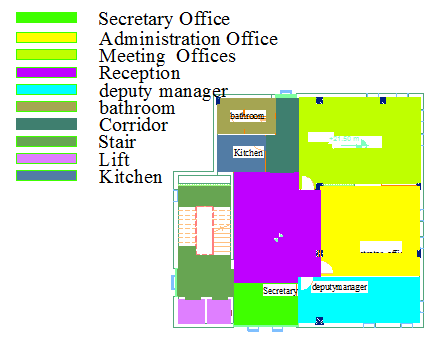 Secretary Office
Administration Office
Meeting  Offices
Reception
deputy manager
bathroom
Corridor
Stair
Lift
Kitchen
bathroom
Kitchen
Secretary
deputymanager